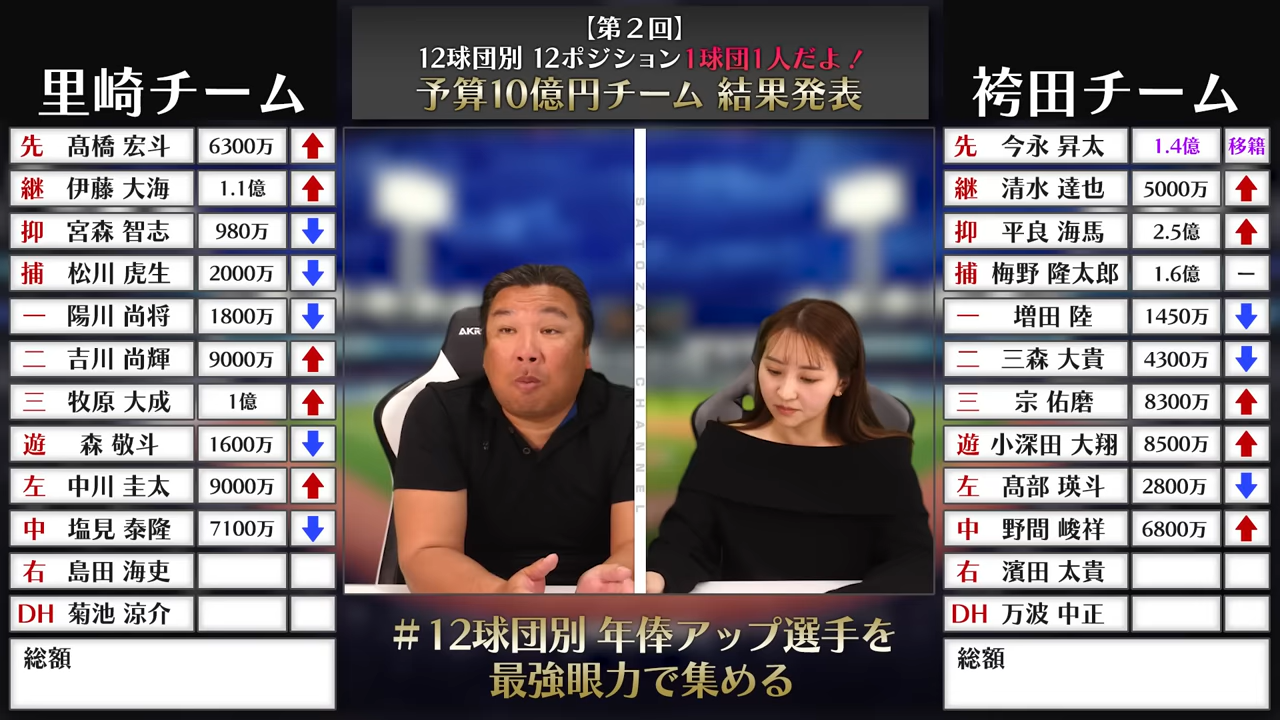 【第２回】
12球団別 12ポジション1球団1人だよ！
予算10億円チーム 結果発表
里崎チーム
先 髙橋 宏斗 6300万
継 伊藤 大海 1.1億
抑 宮森 智志 980万
捕 松川 虎生 2000万
一 陽川 尚将 1800万
二 吉川 尚輝 9000万
三 牧原 大成 1億
遊 森 敬斗 1600万
左 中川 圭太 9000万
中 塩見 泰隆 7100万
右 島田 海吏
DH 菊池 涼介
総額
AKR
SATOZAKI CHANNEL
袴田チーム
先 今永 昇太 1.4億 移籍
継 清水 達也 5000万
抑 平良 海馬 2.5億
捕 梅野 隆太郎 1.6億 −
一 増田 陸 1450万
二 三森 大貴 4300万
三 宗 佑磨 8300万
遊 小深田 大翔 8500万
左 髙部 瑛斗 2800万
中 野間 峻祥 6800万
右 濱田 太貴
DH 万波 中正
総額
＃12球団別 年俸アップ選手を
最強眼力で集める